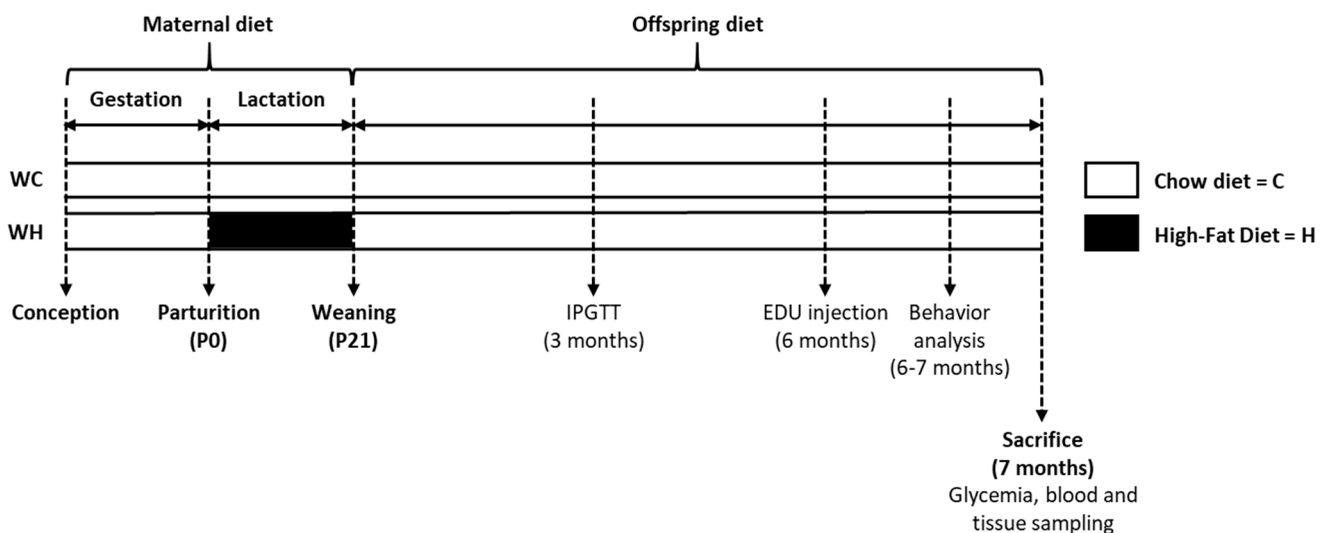 Maternal diet
Offspring diet
Gestation
Lactation
WC
WH
Chow diet = C
High-Fat Diet = H
Conception
Parturition
(P0)
Weaning
(P21)
IPGTT
(3 months)
EDU injection
(6 months)
Behavior
analysis
(6-7 months)
Sacrifice
(7 months)
Glycemia, blood and
tissue sampling